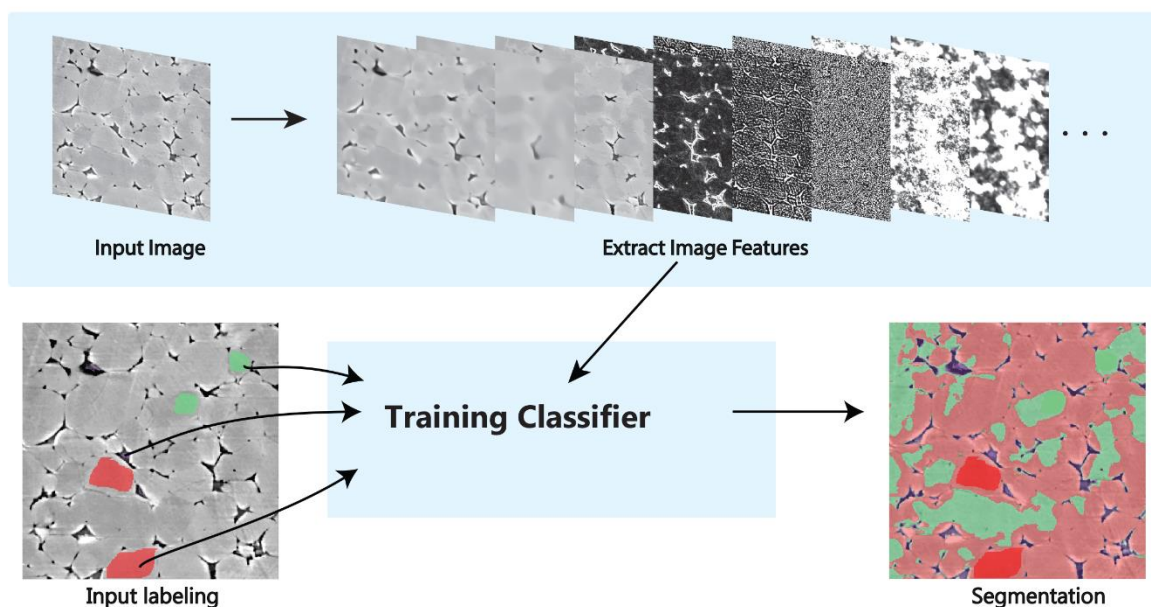 Input Image
Extract Image Features
. . .
Training Classifier
Input labeling
Segmentation